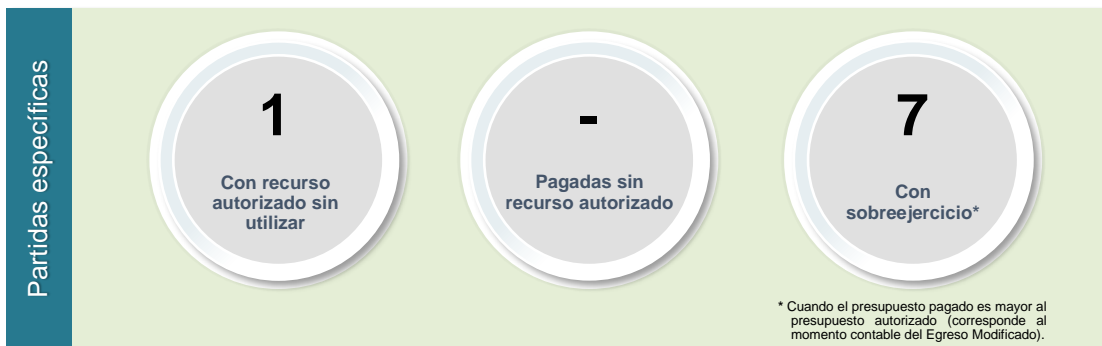 Partidas específicas
1
Con recurso
autorizado sin
utilizar
-
Pagadas sin
recurso autorizado
7
Con
sobreejercicio*
* Cuando el presupuesto pagado es mayor al
presupuesto autorizado (corresponde al
momento contable del Egreso Modificado).